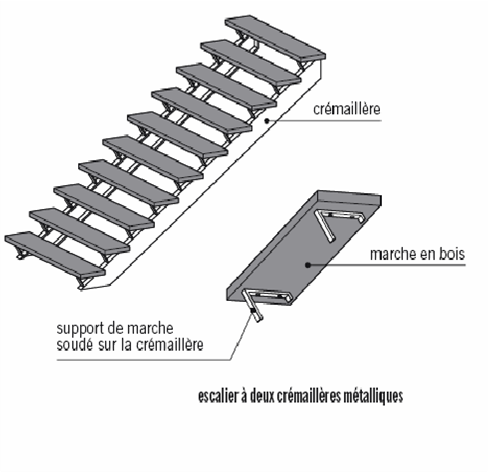 crémaillère
marche en bois
support de marche
soudé sur la crémaillère
escalier à deux crémaillères métalliques